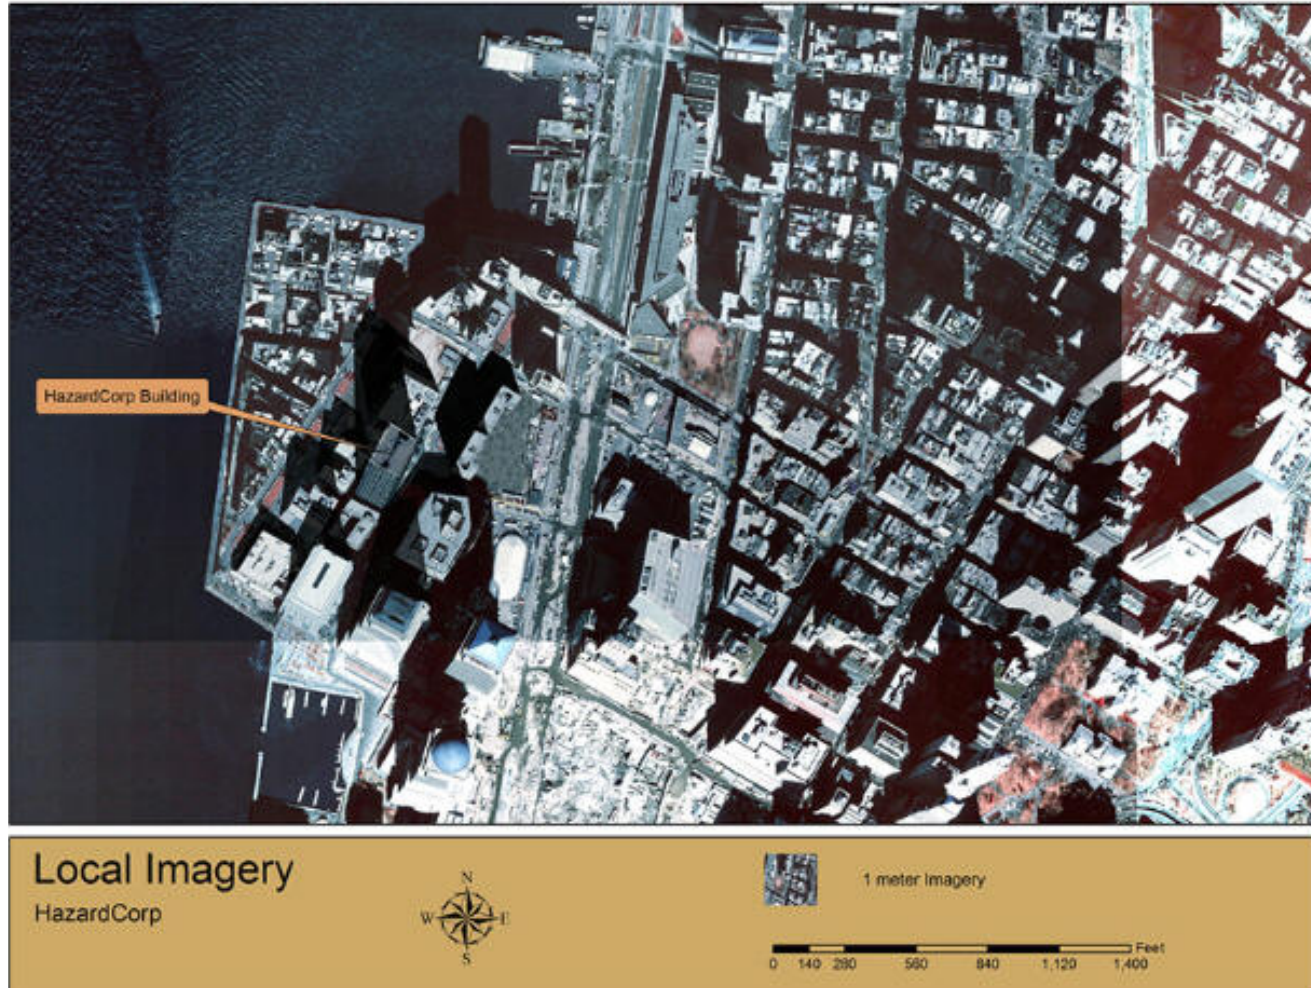 HazardCorp Building
Local Imagery
HazardCorp
N
W E
S
1 meter Imagery
Feet
0 140 280 560 840 1,120 1,400